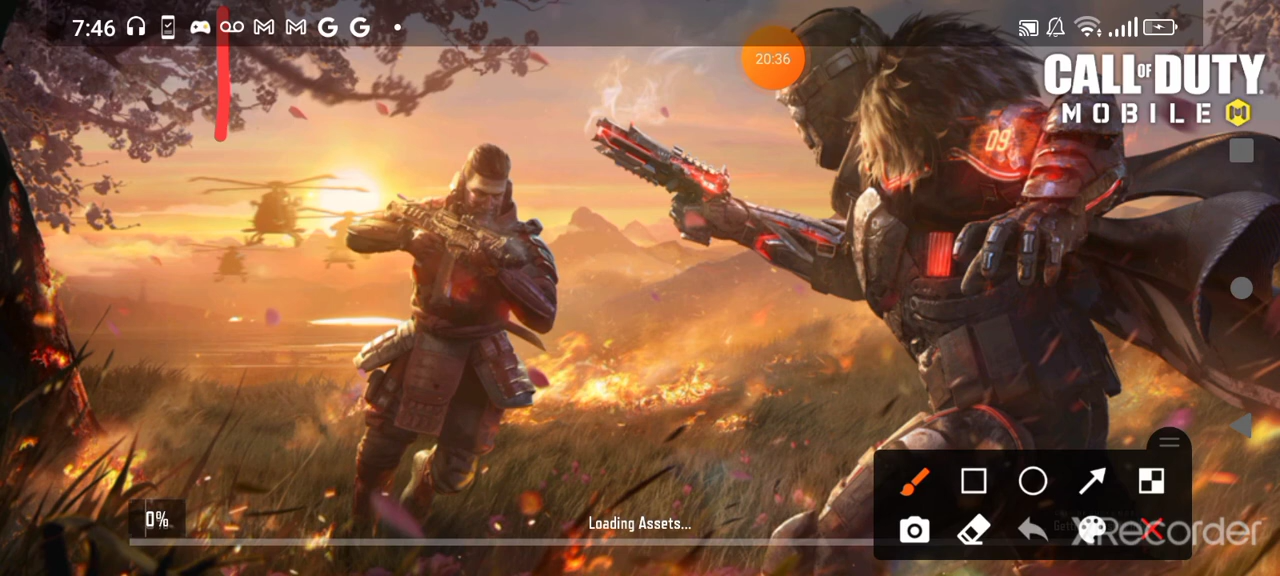 7:46
20:36
CALL OF DUTY
MOBILE
09
0%
Loading Assets...
XRecorder